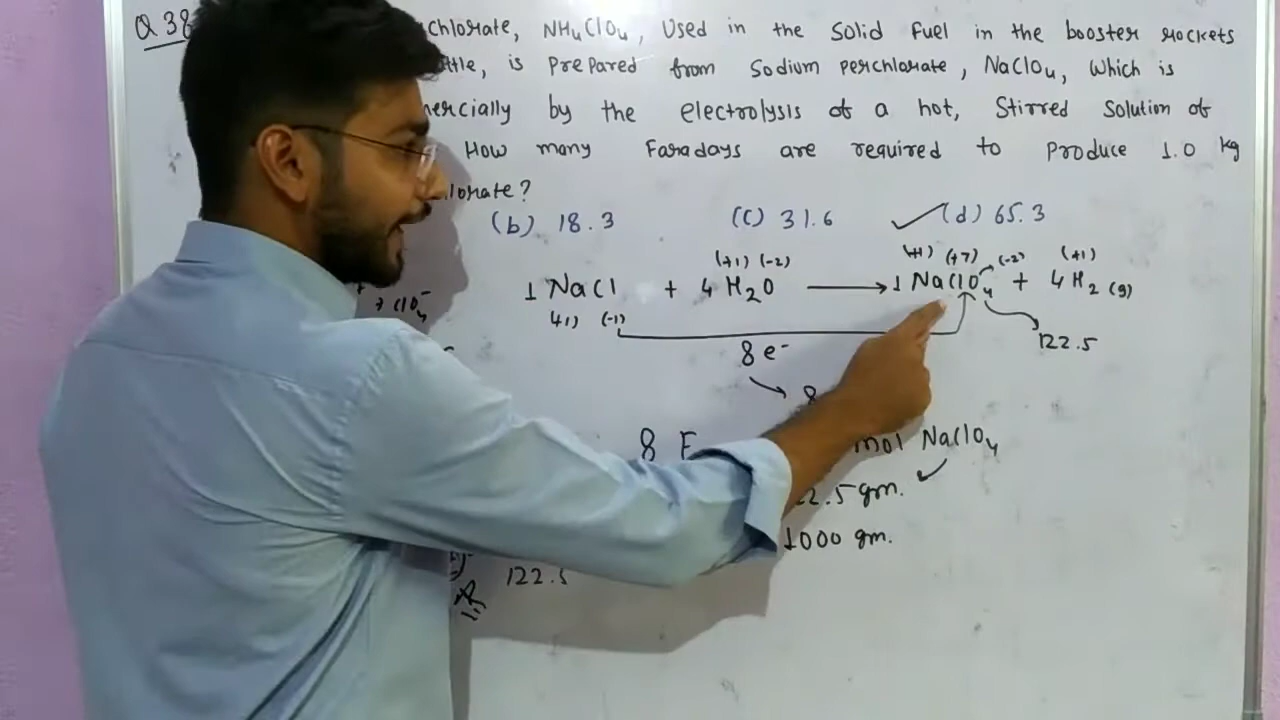 Q 38
chlorate, NH4ClO4, Used in the solid fuel in the booster rockets
ttle, is prepared from Sodium perchlorate, NaClO4, which is
mercially by the electrolysis of a hot, Stirred Solution of
How many Faradays are required to produce 1.0 kg
lorate?
(b) 18.3 (c) 31.6 (d) 65.3
(+1) (-2) (+1) (+7) (-2) (+1)
1 NaCl + 4 H2O → 1 NaClO4 + 4 H2 (g)
→ ClO4-
(+1) (-1)
8 e- 122.5
8
8 F mol NaClO4
22.5 gm.
1000 gm.
122.5